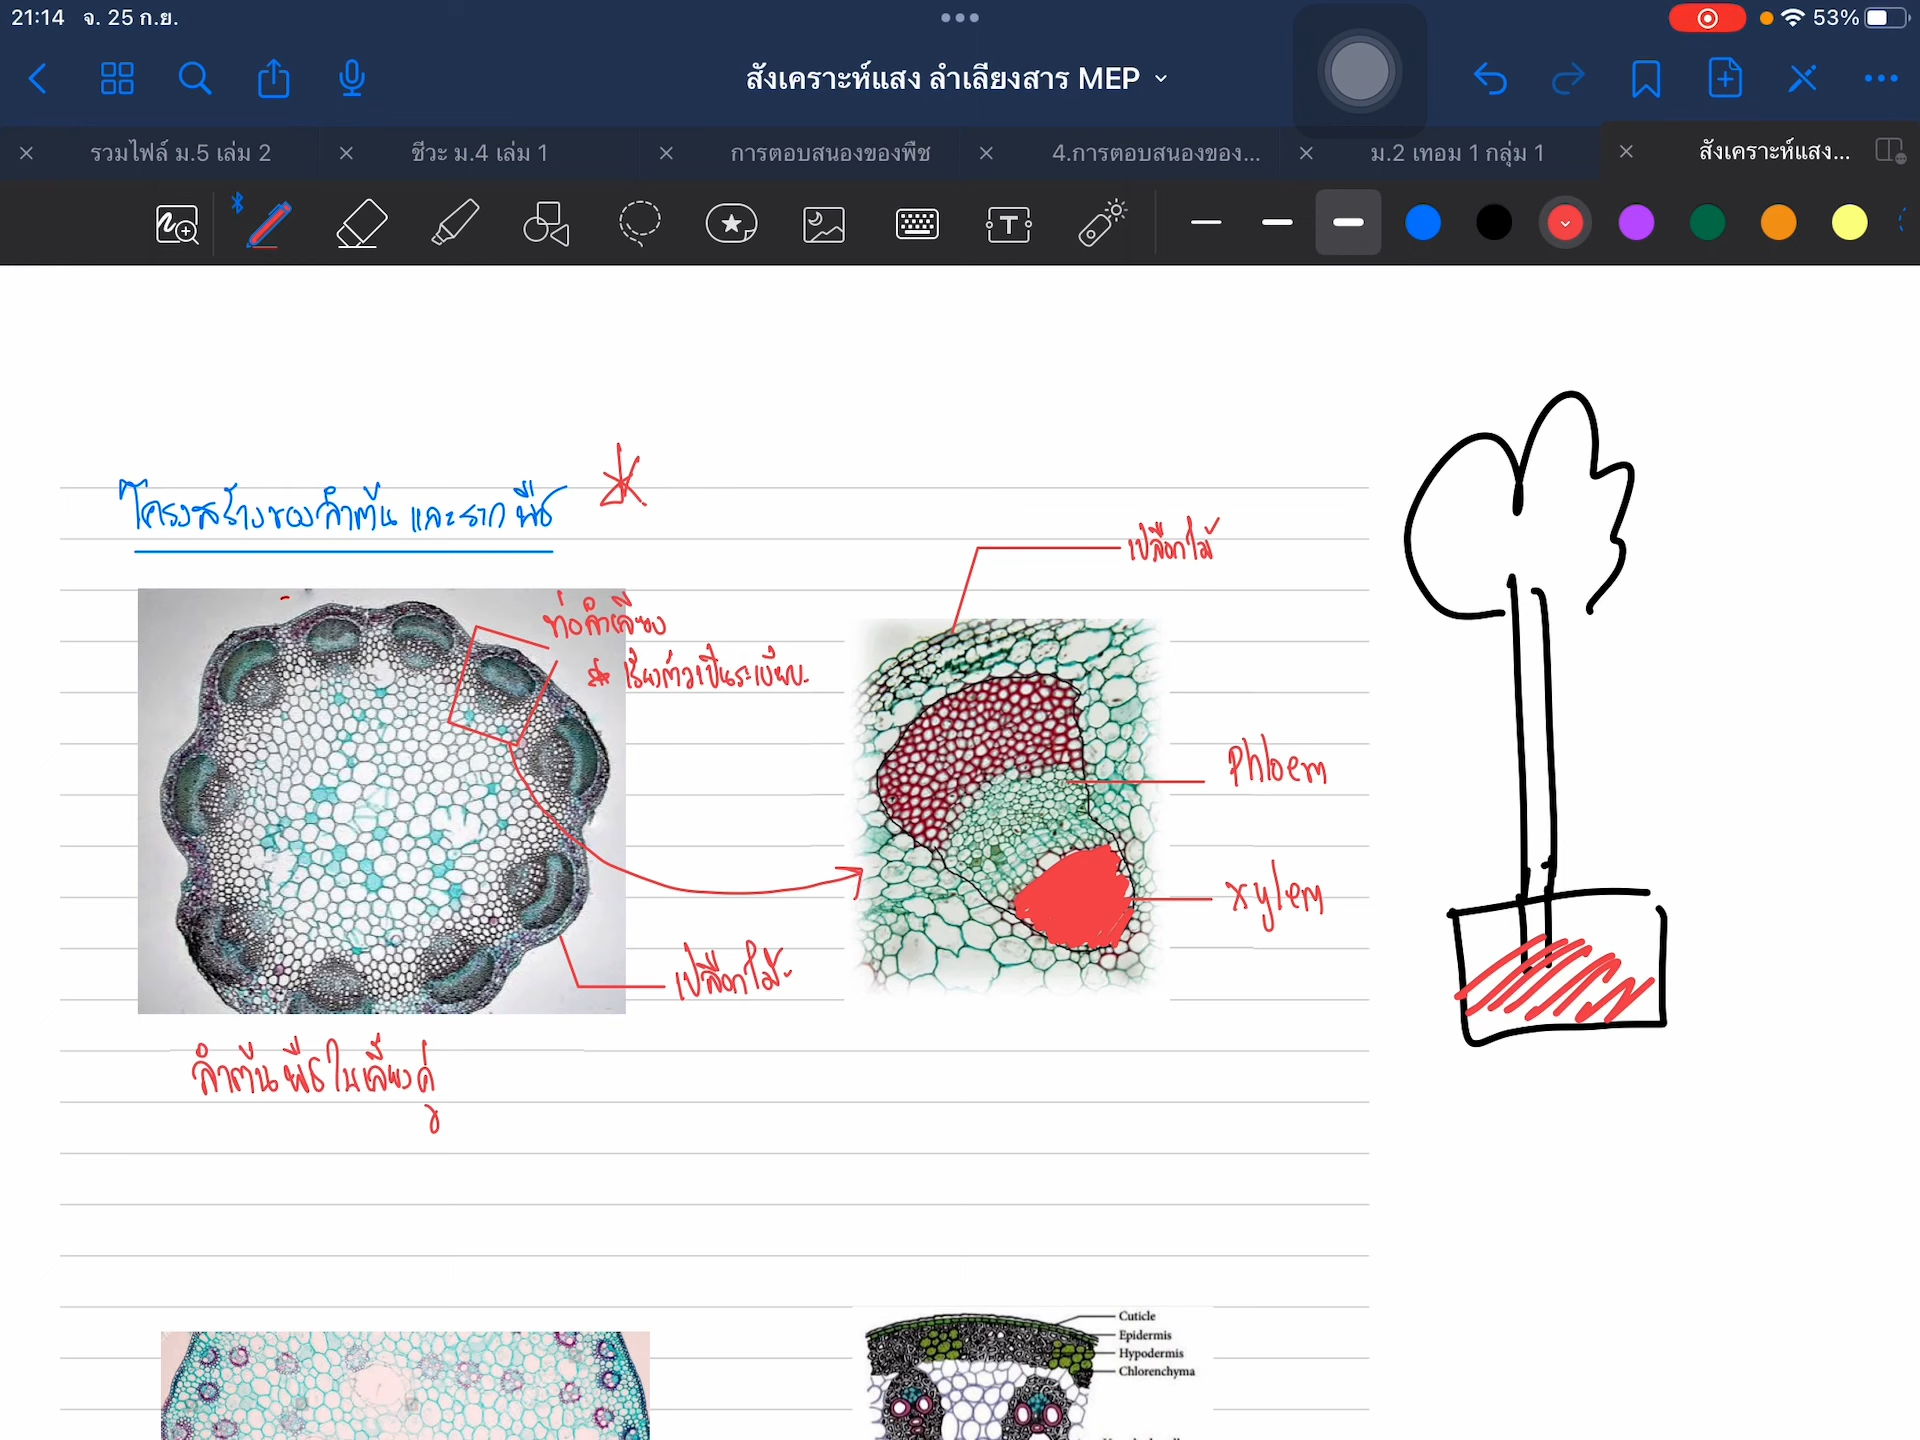 21:14 จ. 25 ก.ย.
53%
สังเคราะห์แสง ลำเลียงสาร MEP
รวมไฟล์ ม.5 เล่ม 2
ชีวะ ม.4 เล่ม 1
การตอบสนองของพืช
4.การตอบสนองของ...
ม.2 เทอม 1 กลุ่ม 1
สังเคราะห์แสง...
โครงสร้างของลำต้น และราก พืช
เปลือกไม้
ท่อลำเลียง
* เรียงตัวเป็นระเบียบ
Phloem
xylem
เปลือกไม้
ลำต้น พืชใบเลี้ยงคู่
Cuticle
Epidermis
Hypodermis
Chlorenchyma